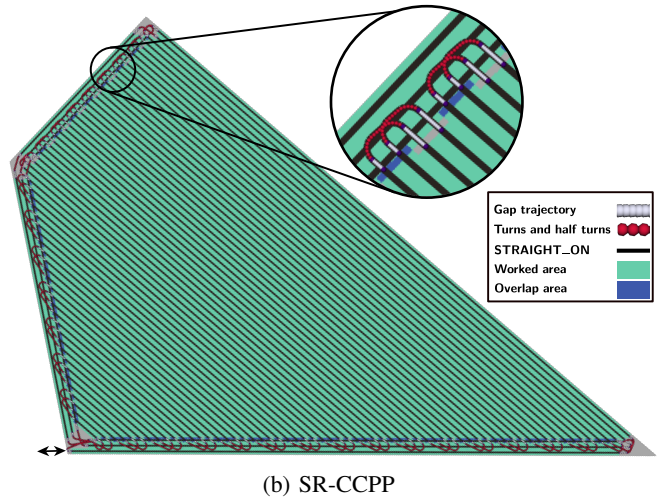 Gap trajectory
Turns and half turns
STRAIGHT_ON
Worked area
Overlap area
(b) SR-CCPP